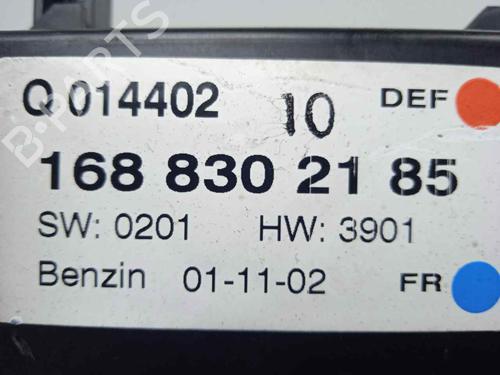 Q 014402 10 DEF
168 830 21 85
SW: 0201 HW: 3901
Benzin 01-11-02 FR
B-PARTS